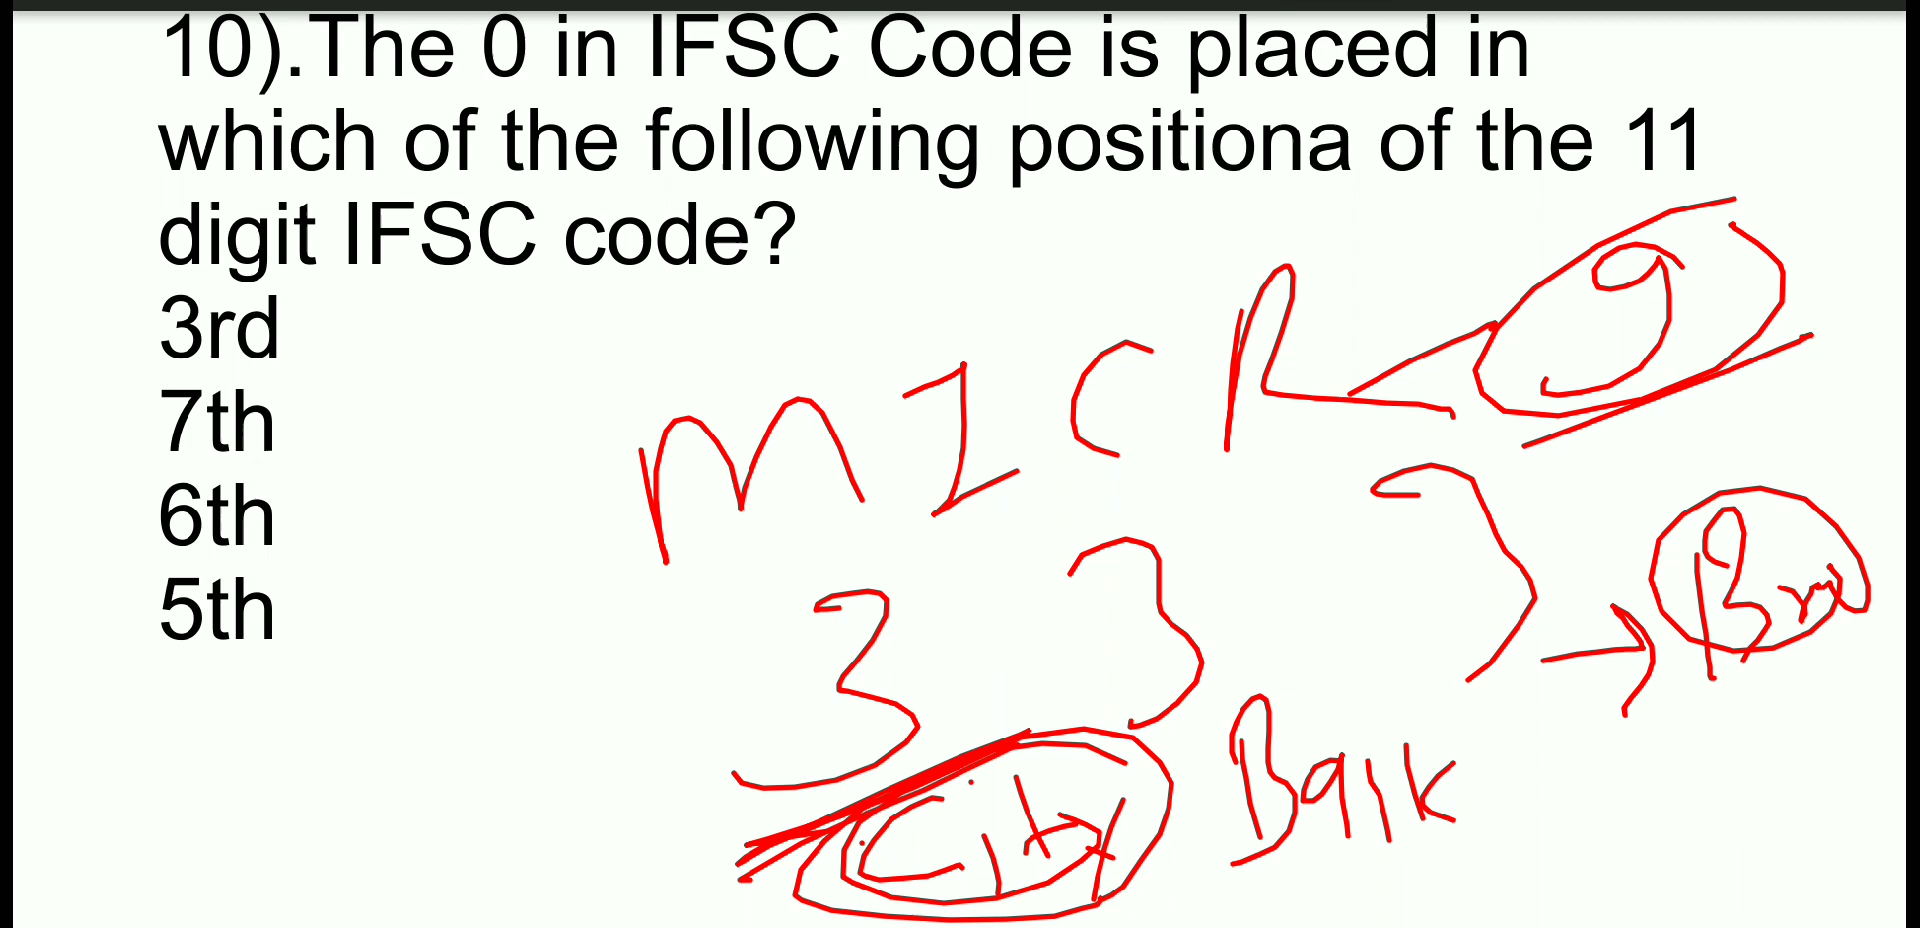 10).The 0 in IFSC Code is placed in
which of the following positiona of the 11
digit IFSC code?
3rd
7th
6th
5th
MICR 9
3 3 3
City Bank